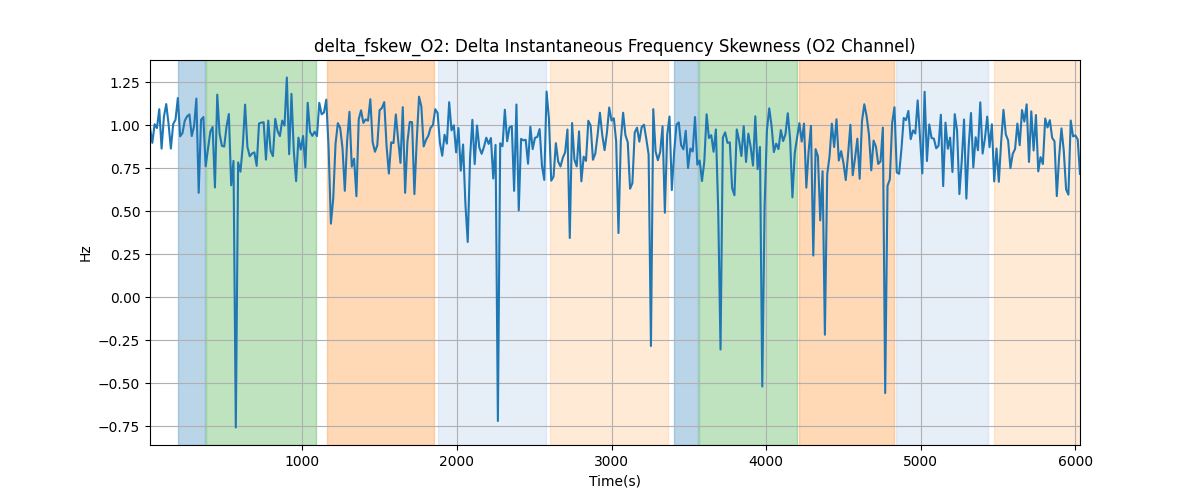 delta_fskew_O2: Delta Instantaneous Frequency Skewness (O2 Channel)
1.25
1.00
0.75
0.50
0.25
0.00
−0.25
−0.50
−0.75
Hz
1000 2000 3000 4000 5000 6000
Time(s)